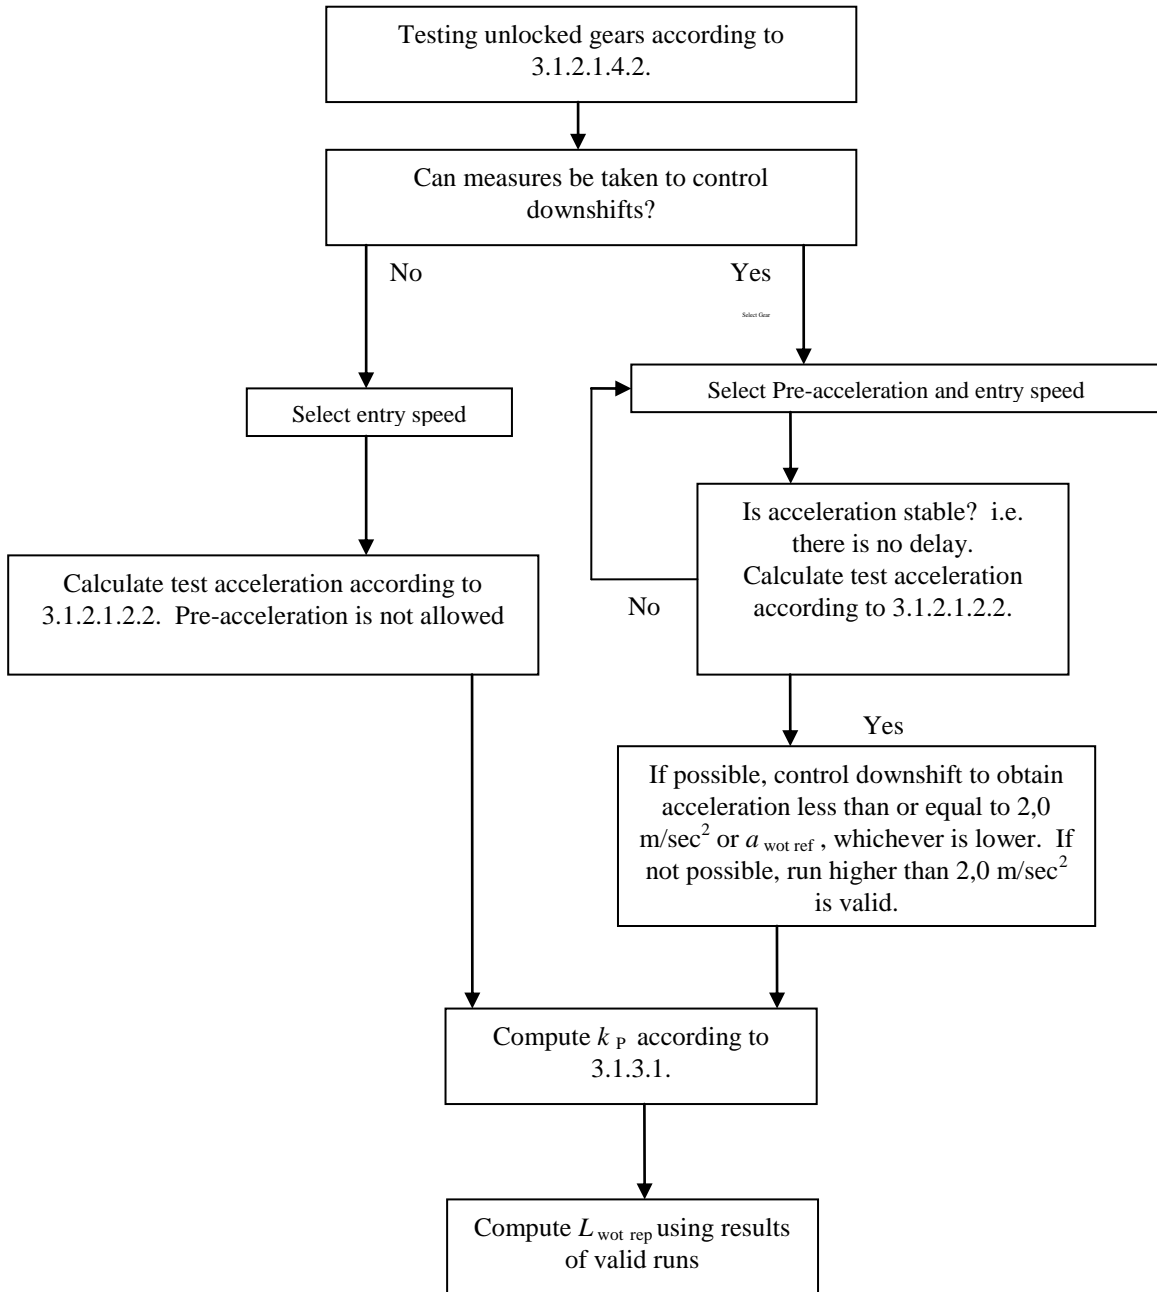 Testing unlocked gears according to
3.1.2.1.4.2.
Can measures be taken to control
downshifts?
No
Yes
Select Gear
Select Pre-acceleration and entry speed
Select entry speed
Is acceleration stable?  i.e.
there is no delay.
Calculate test acceleration
according to 3.1.2.1.2.2.
No
Calculate test acceleration according to
3.1.2.1.2.2.  Pre-acceleration is not allowed
Yes
If possible, control downshift to obtain
acceleration less than or equal to 2,0
m/sec² or a wot ref , whichever is lower.  If
not possible, run higher than 2,0 m/sec²
is valid.
Compute k P according to
3.1.3.1.
Compute L wot rep using results
of valid runs